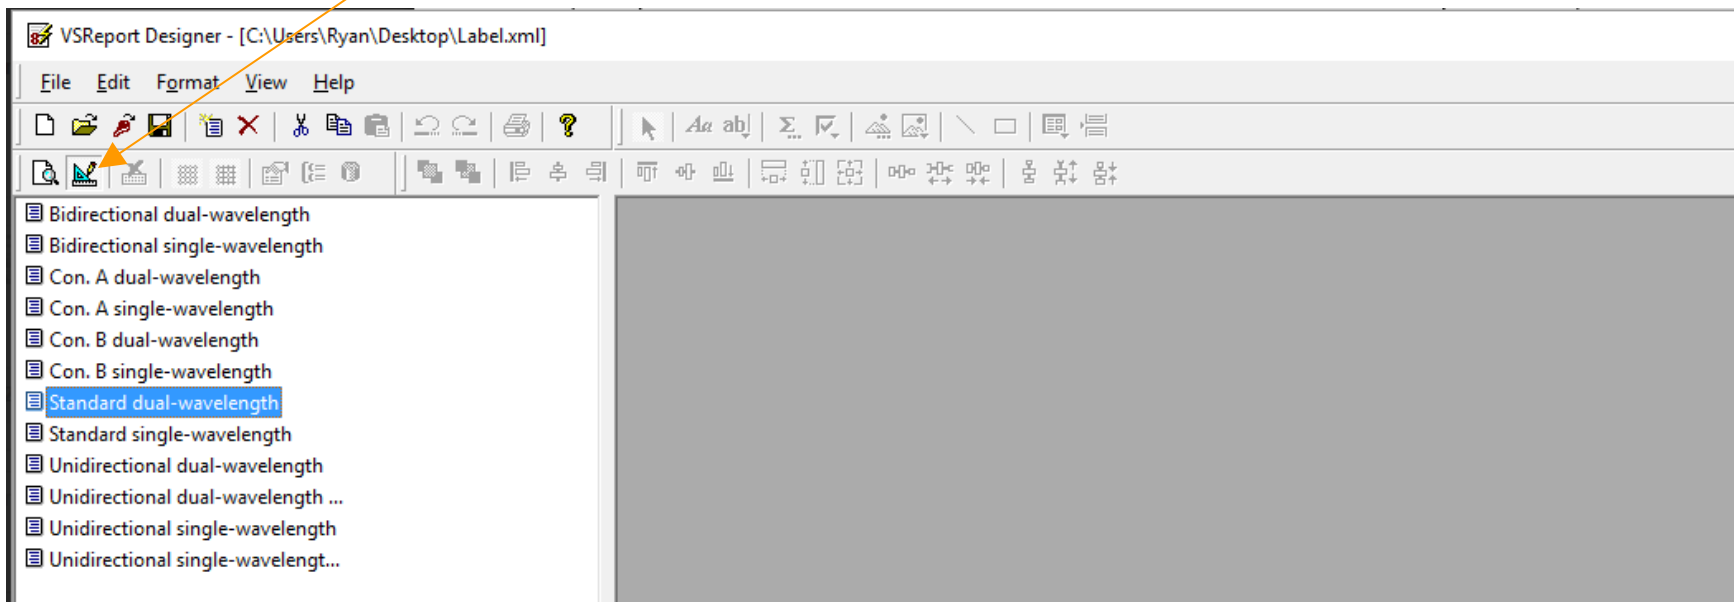 VSReport Designer - [C:\Users\Ryan\Desktop\Label.xml]
File Edit Format View Help
Aa ab
Bidirectional dual-wavelength
Bidirectional single-wavelength
Con. A dual-wavelength
Con. A single-wavelength
Con. B dual-wavelength
Con. B single-wavelength
Standard dual-wavelength
Standard single-wavelength
Unidirectional dual-wavelength
Unidirectional dual-wavelength ...
Unidirectional single-wavelength
Unidirectional single-wavelengt...